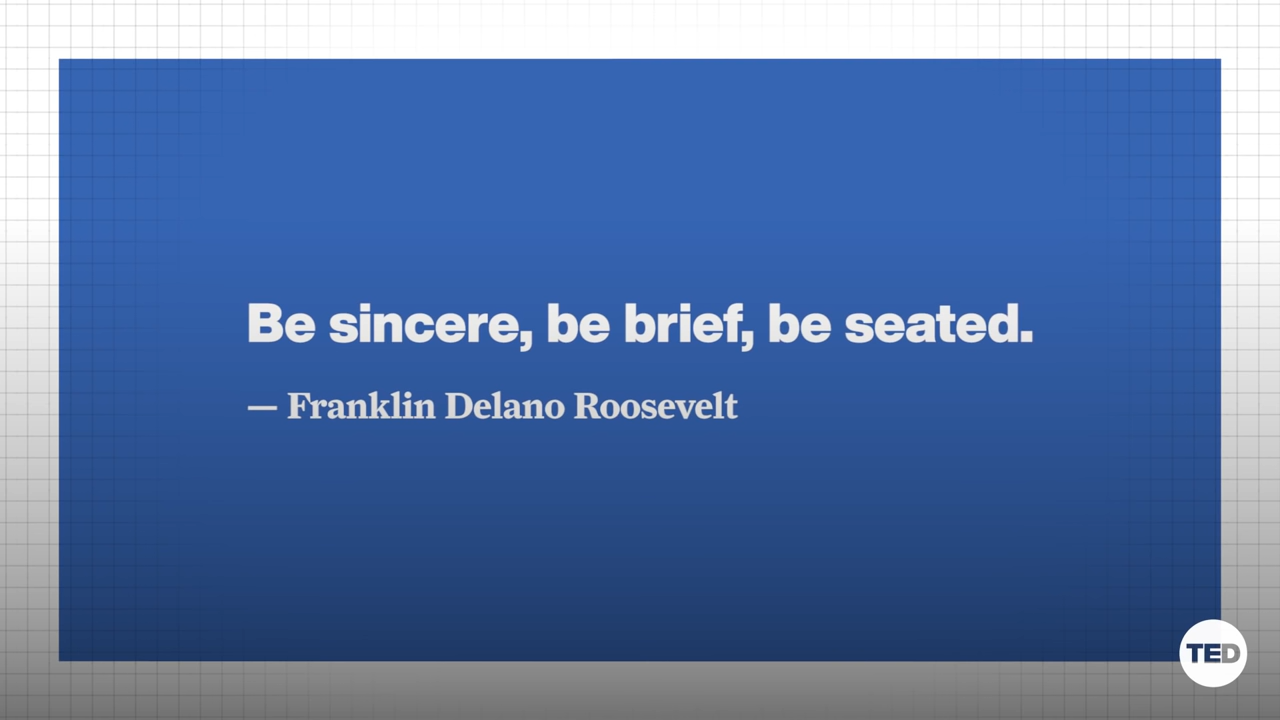 Be sincere, be brief, be seated.
— Franklin Delano Roosevelt
TED